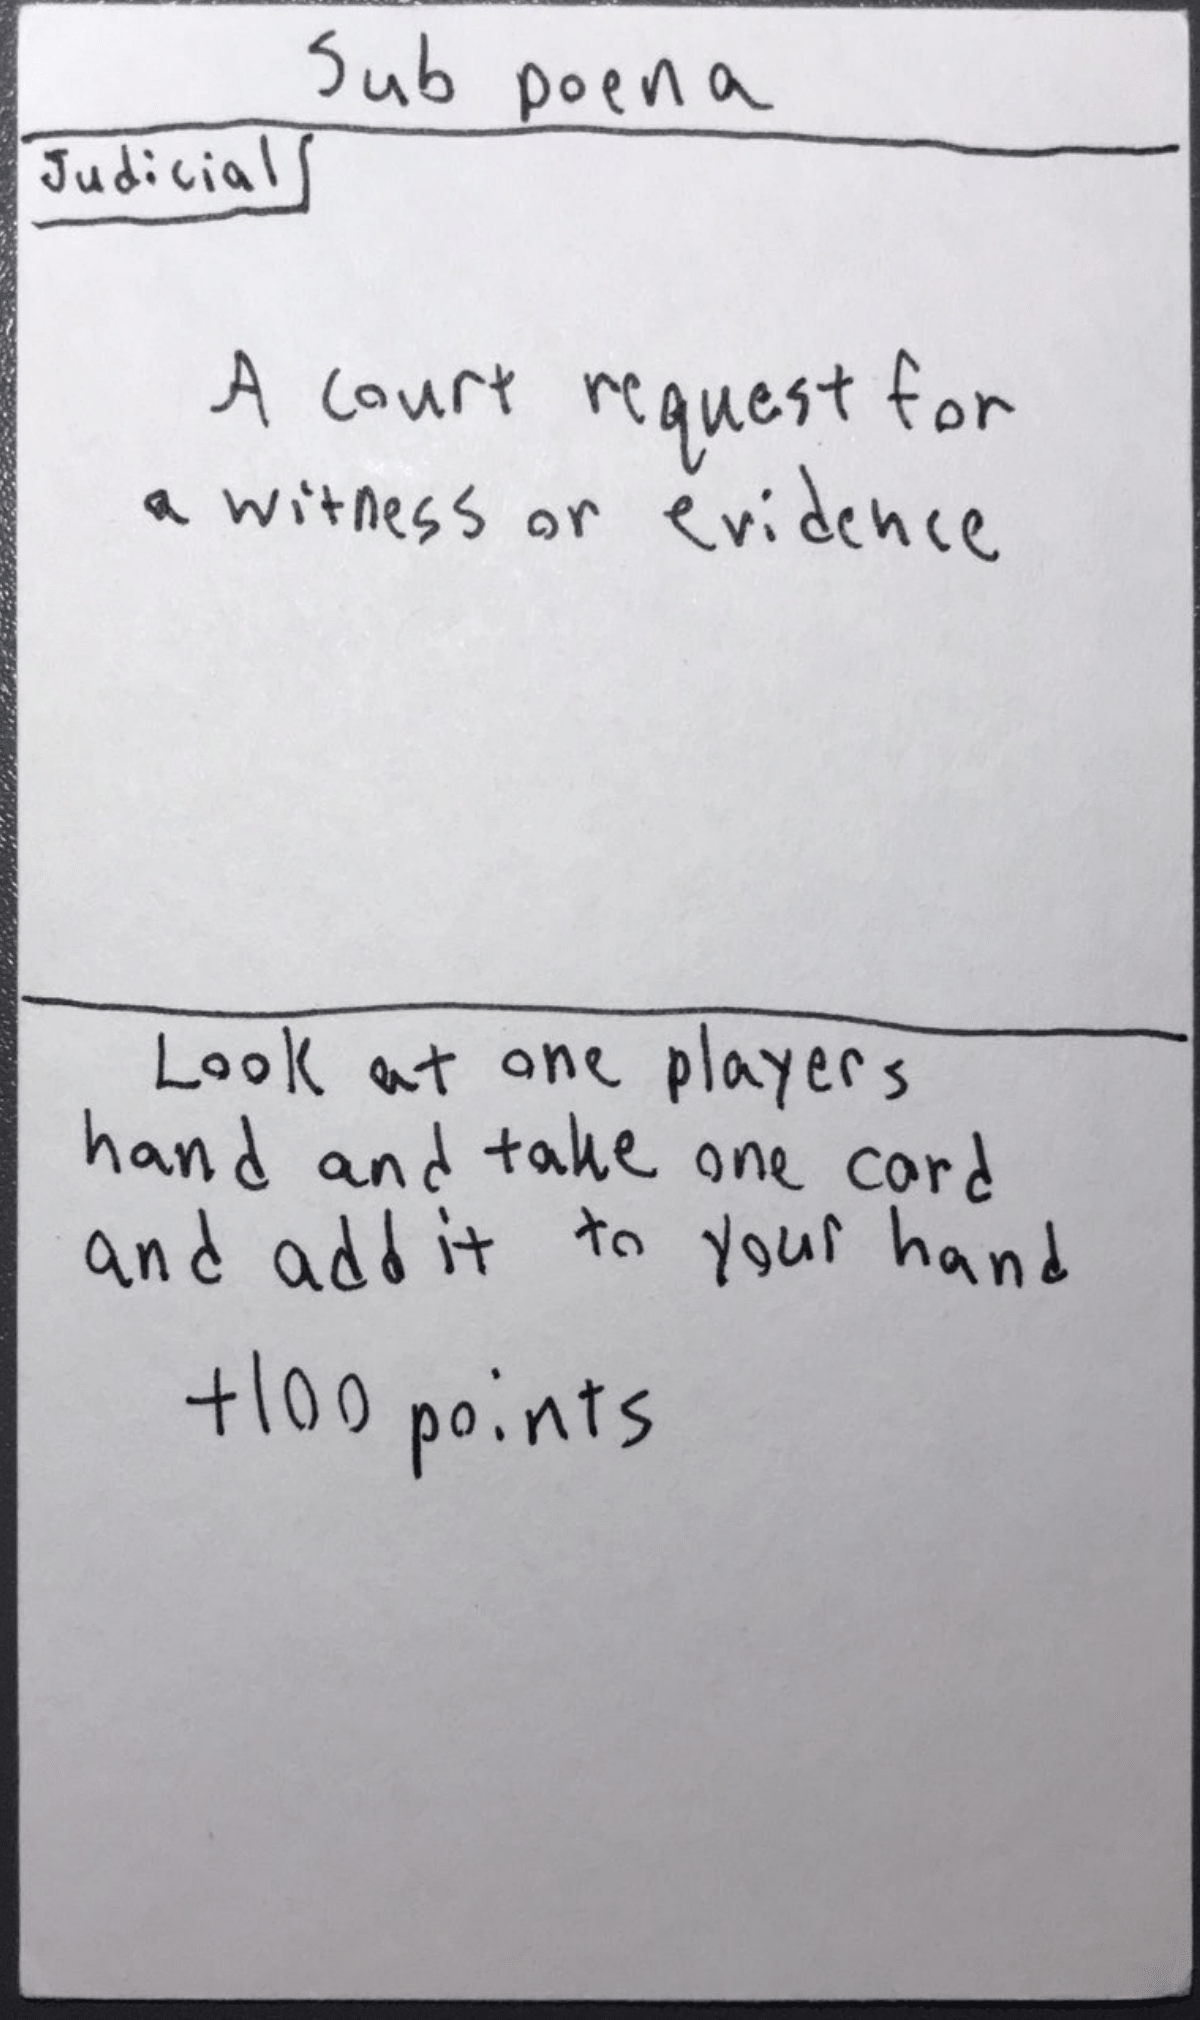 Sub poena
Judicial
A court request for
a witness or evidence
Look at one players
hand and take one card
and add it to your hand
+100 points